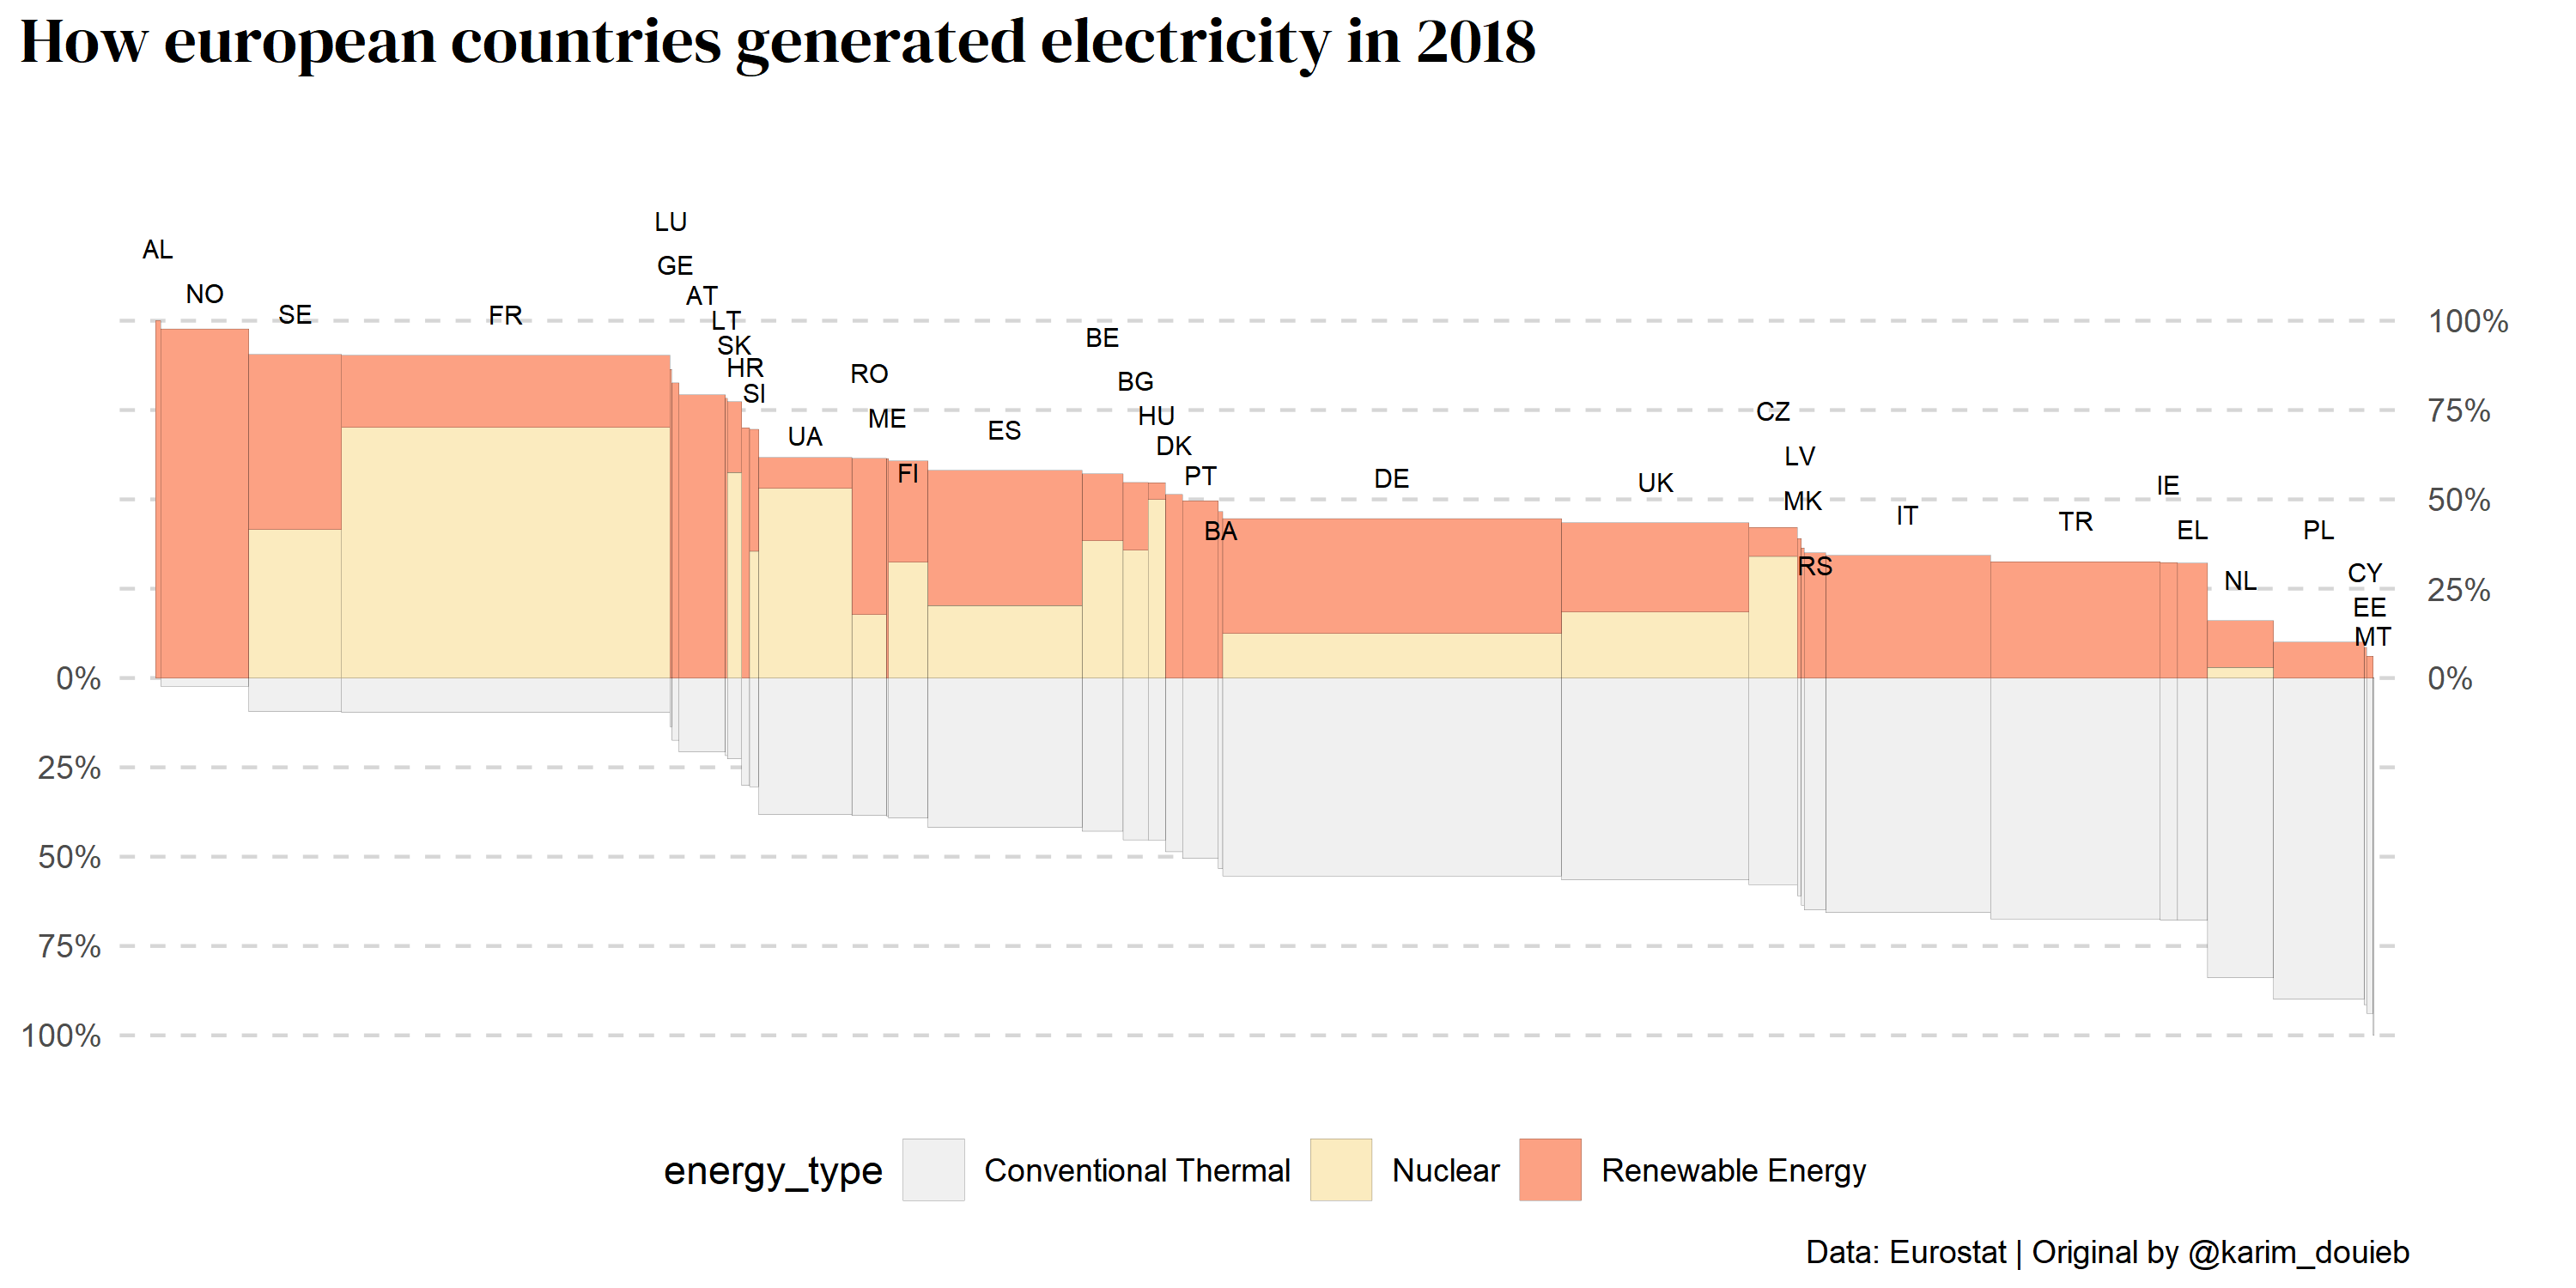 How european countries generated electricity in 2018
LU
AL
GE
NO
AT
SE
FR
LT
100%
BE
SK
HR
RO
BG
SI
75%
CZ
HU
ME
ES
UA
DK
LV
FI
PT
DE
UK
IE
50%
MK
IT
TR
BA
EL
PL
RS
CY
NL
25%
EE
MT
0%
0%
25%
50%
75%
100%
energy_type Conventional Thermal Nuclear Renewable Energy
Data: Eurostat | Original by @karim_douieb